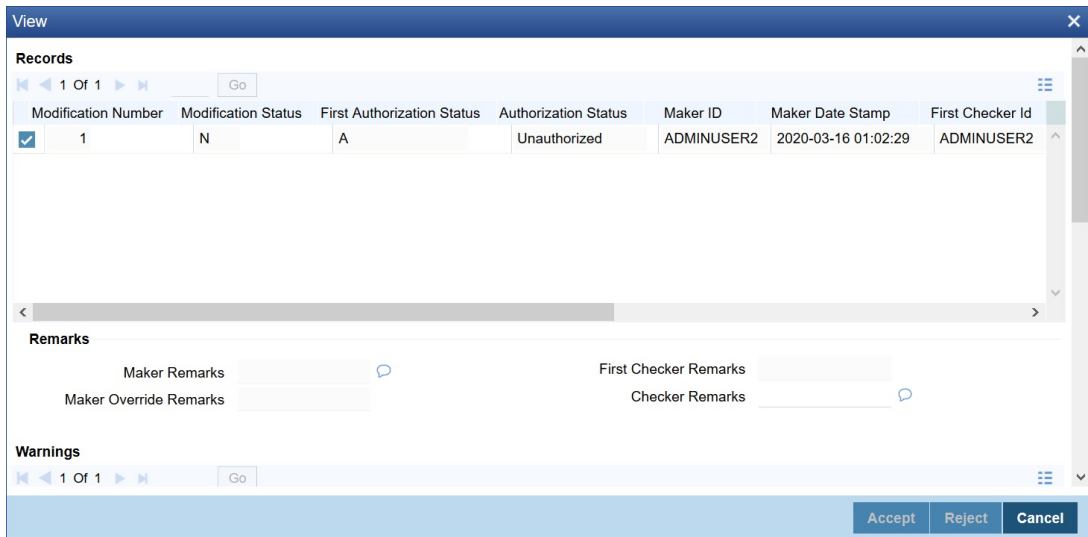 View
Records
1 Of 1 Go
Modification Number Modification Status First Authorization Status Authorization Status Maker ID Maker Date Stamp First Checker Id
1 N A Unauthorized ADMINUSER2 2020-03-16 01:02:29 ADMINUSER2
Remarks
Maker Remarks First Checker Remarks
Maker Override Remarks Checker Remarks
Warnings
1 Of 1 Go
Accept Reject Cancel